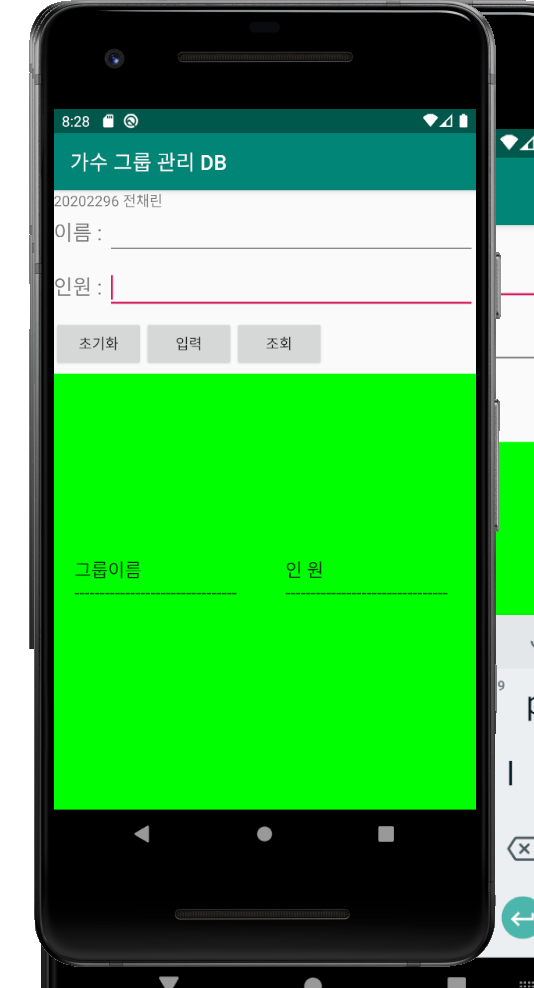 8:28
가수 그룹 관리 DB
20202296 전채린
이름 :
인원 :
초기화 입력 조회
그룹이름 인 원
-------------------------------- --------------------------------
9
l